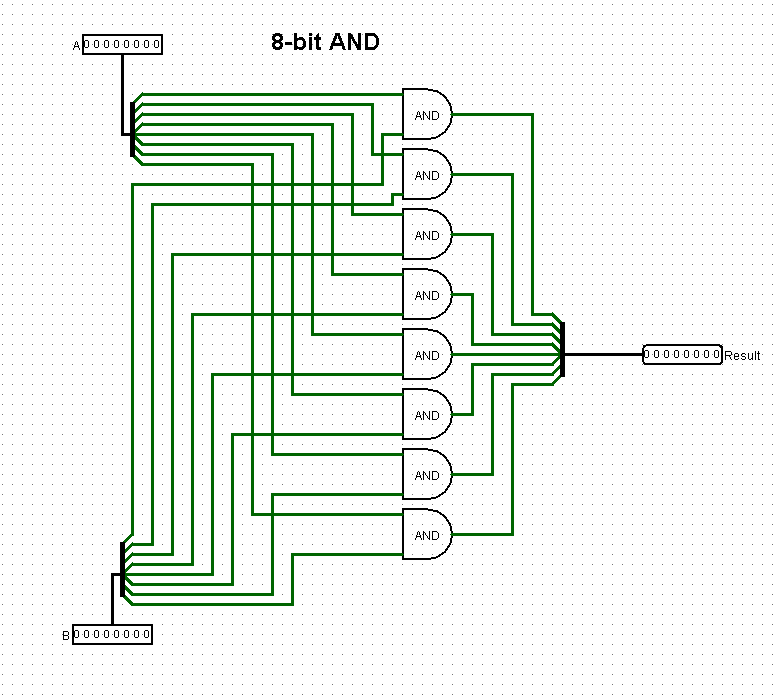 8-bit AND
A 00000000
AND
AND
AND
AND
AND
00000000 Result
AND
AND
AND
B 00000000